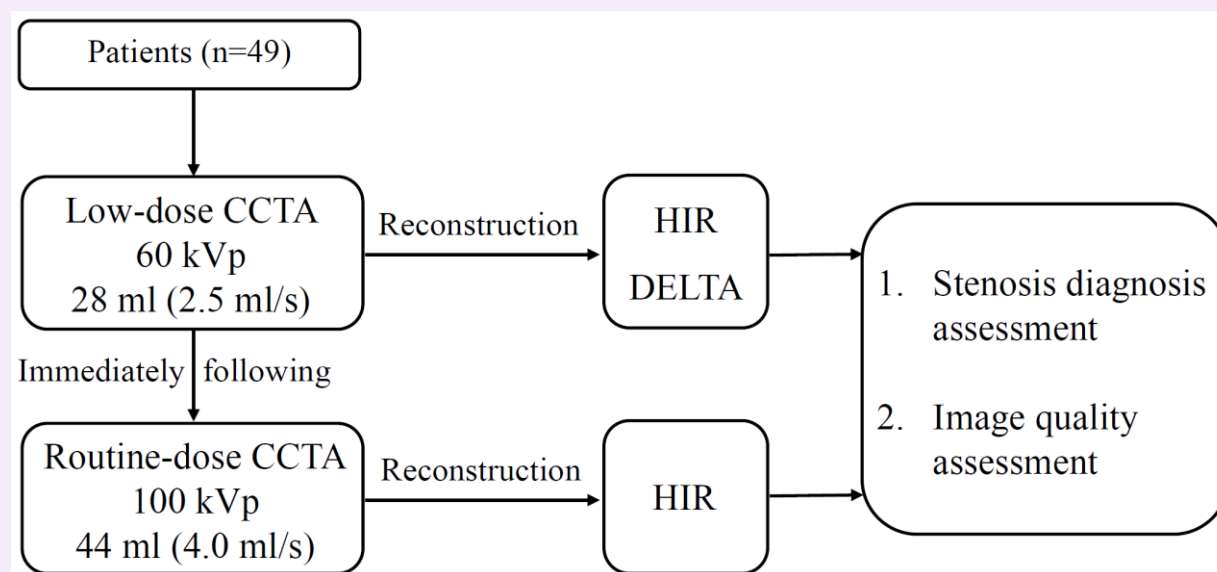 Patients (n=49)
Low-dose CCTA
60 kVp
28 ml (2.5 ml/s)
Reconstruction
HIR
DELTA
Immediately following
Routine-dose CCTA
100 kVp
44 ml (4.0 ml/s)
Reconstruction
HIR
1. Stenosis diagnosis
assessment
2. Image quality
assessment